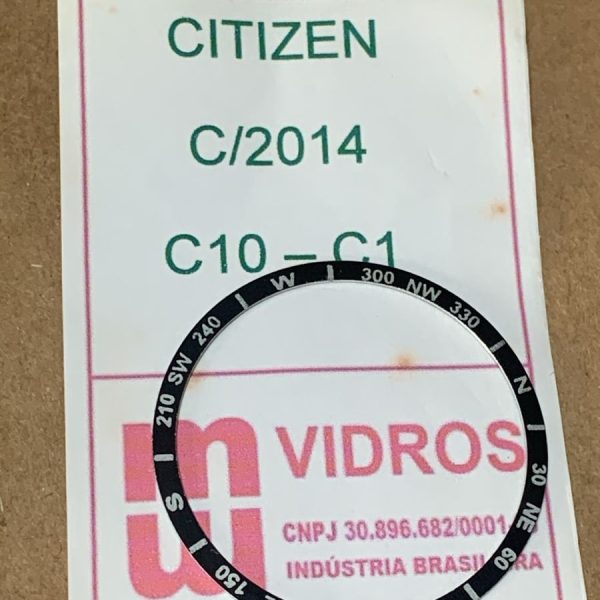 CITIZEN
C/2014
C10 – C1
W 300 NW 330 N 30 NE 60
150 S 210 SW 240
mw
VIDROS
CNPJ 30.896.682/0001
INDÚSTRIA BRASILEIRA